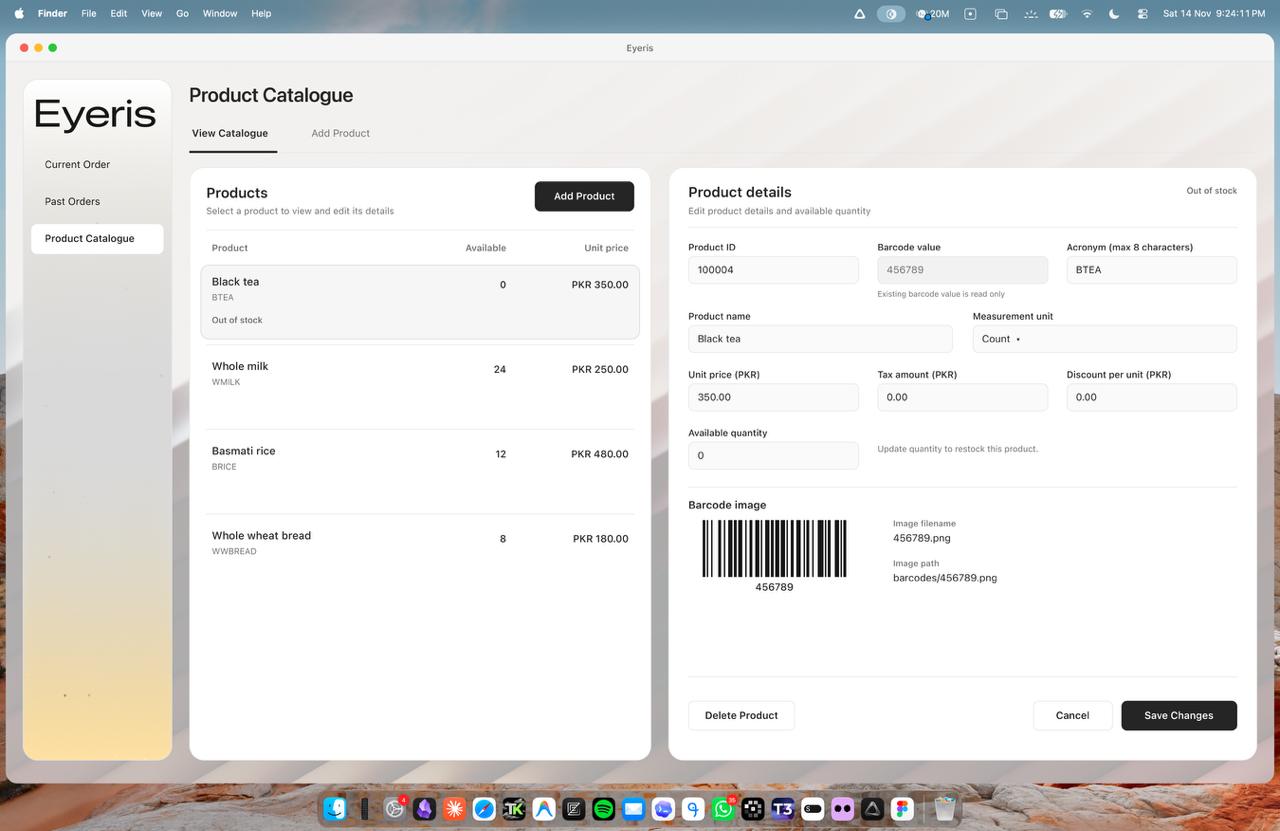 Finder File Edit View Go Window Help
20M
Sat 14 Nov 9:24:11 PM
Eyeris
Eyeris
Current Order
Past Orders
Product Catalogue
Product Catalogue
View Catalogue
Add Product
Products
Select a product to view and edit its details
Add Product
Product Available Unit price
Black tea 0 PKR 350.00
BTEA
Out of stock
Whole milk 24 PKR 250.00
WMILK
Basmati rice 12 PKR 480.00
BRICE
Whole wheat bread 8 PKR 180.00
WWBREAD
Product details
Out of stock
Edit product details and available quantity
Product ID Barcode value Acronym (max 8 characters)
100004 456789 BTEA
Existing barcode value is read only
Product name Measurement unit
Black tea Count •
Unit price (PKR) Tax amount (PKR) Discount per unit (PKR)
350.00 0.00 0.00
Available quantity
0
Update quantity to restock this product.
Barcode image
456789
Image filename
456789.png
Image path
barcodes/456789.png
Delete Product
Cancel
Save Changes
4
TK
35
T3